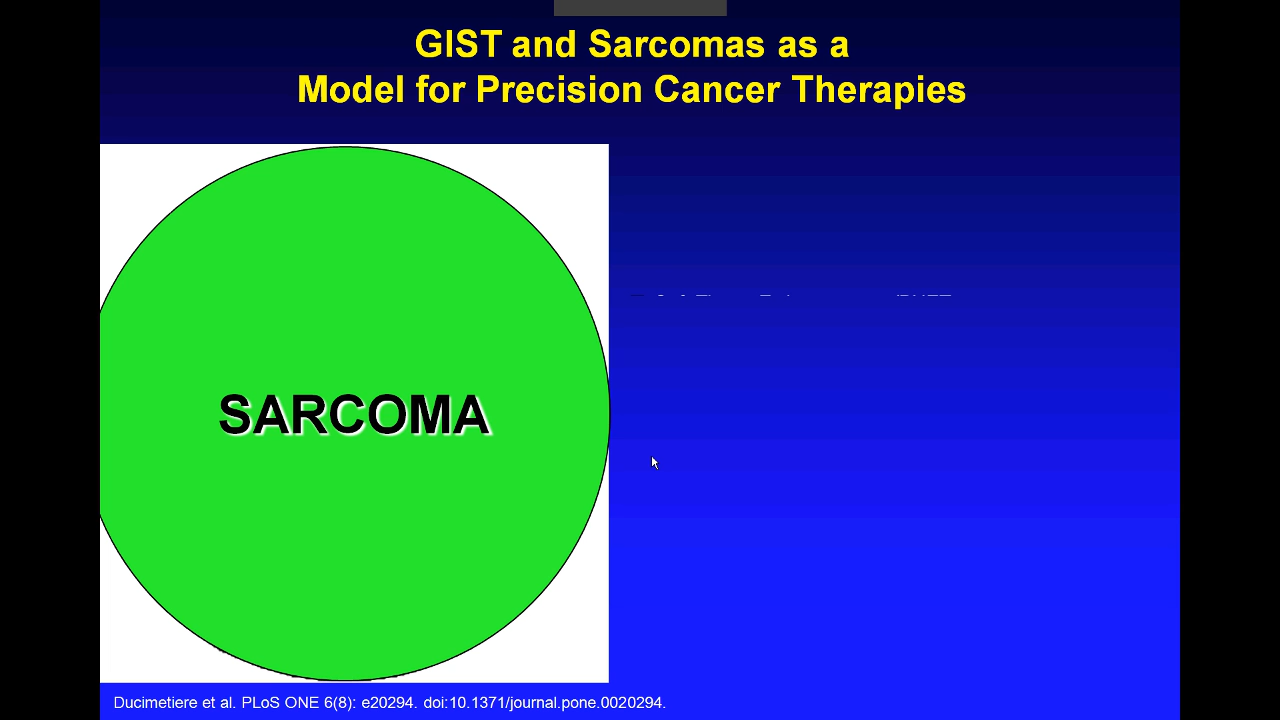 GIST and Sarcomas as a
Model for Precision Cancer Therapies
SARCOMA
Ducimetiere et al. PLoS ONE 6(8): e20294. doi:10.1371/journal.pone.0020294.